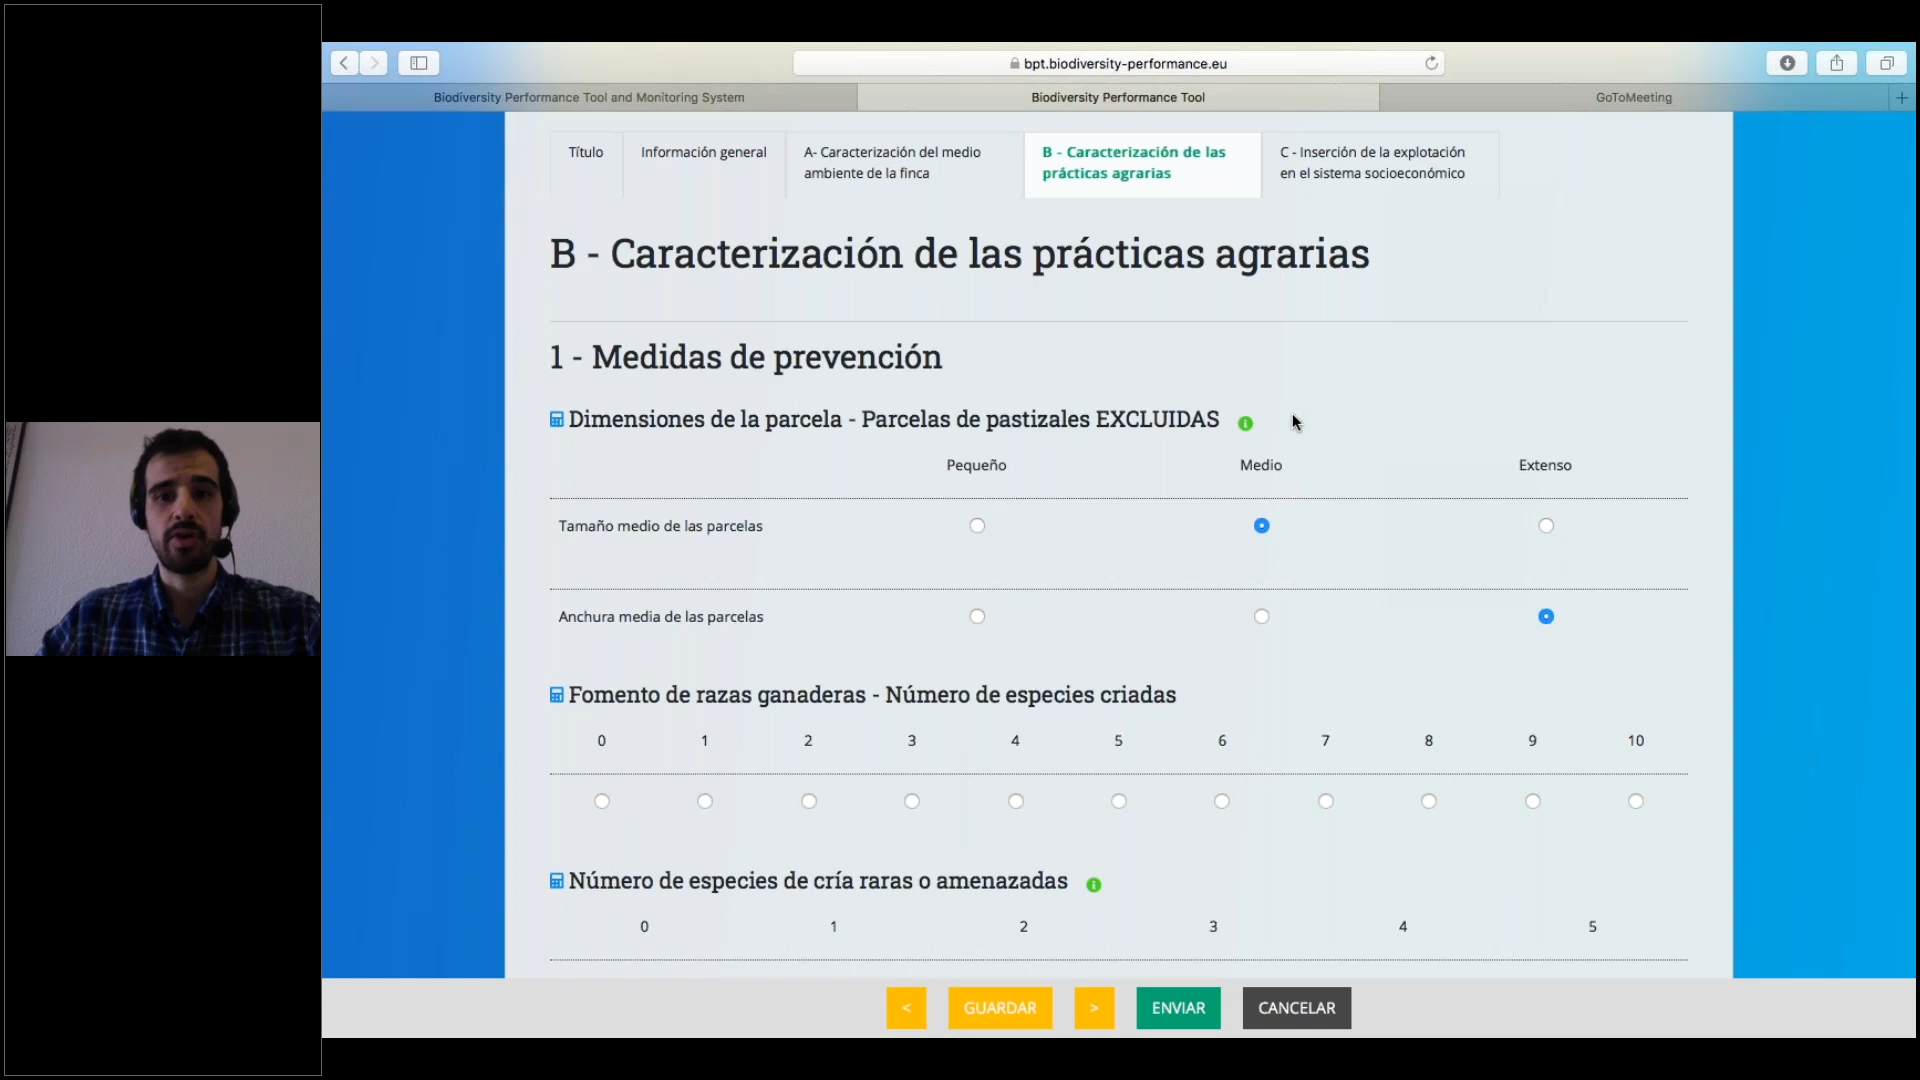 bpt.biodiversity-performance.eu
Biodiversity Performance Tool and Monitoring System
Biodiversity Performance Tool
GoToMeeting
Título
Información general
A- Caracterización del medio
ambiente de la finca
B - Caracterización de las
prácticas agrarias
C - Inserción de la explotación
en el sistema socioeconómico
B - Caracterización de las prácticas agrarias
1 - Medidas de prevención
Dimensiones de la parcela - Parcelas de pastizales EXCLUIDAS
Pequeño Medio Extenso
Tamaño medio de las parcelas
Anchura media de las parcelas
Fomento de razas ganaderas - Número de especies criadas
0 1 2 3 4 5 6 7 8 9 10
Número de especies de cría raras o amenazadas
0 1 2 3 4 5
< GUARDAR > ENVIAR CANCELAR